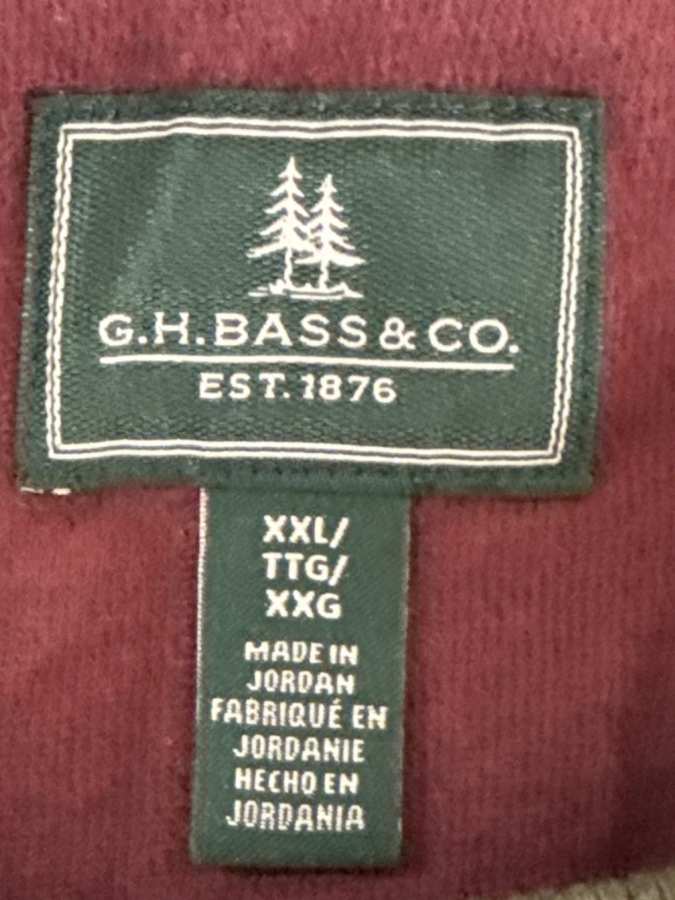 G.H.BASS & CO.
EST. 1876
XXL/
TTG/
XXG
MADE IN
JORDAN
FABRIQUÉ EN
JORDANIE
HECHO EN
JORDANIA